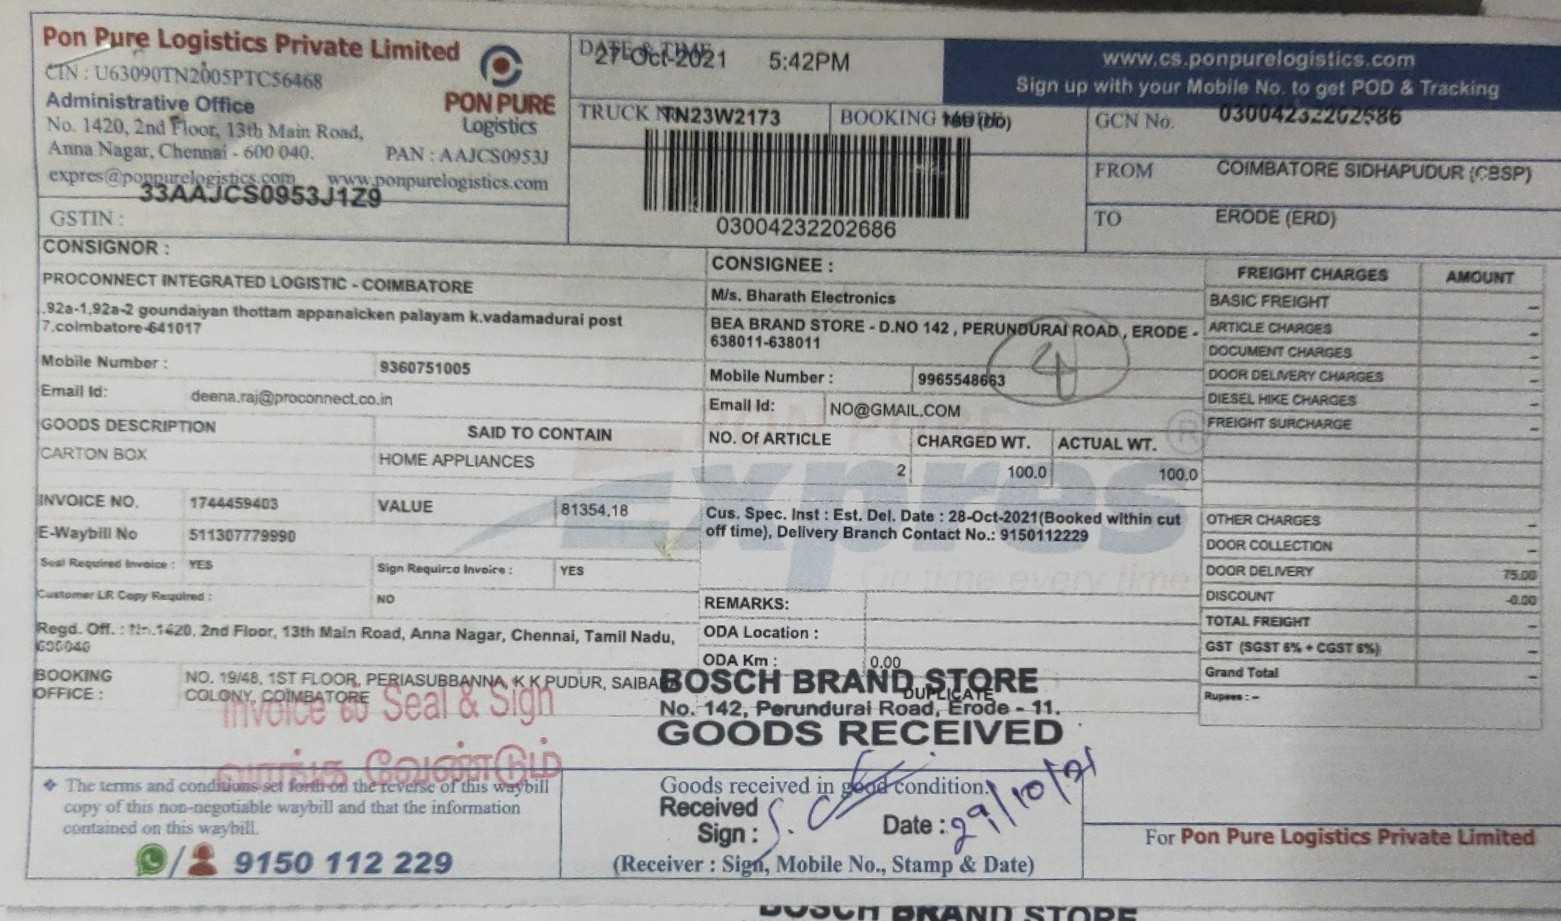 Pon Pure Logistics Private Limited
CIN : U63090TN2005PTC56468
Administrative Office
No. 1420, 2nd Floor, 13th Main Road,
Anna Nagar, Chennai - 600 040.
PAN : AAJCS0953J
expres@ponpurelogistics.com www.ponpurelogistics.com
33AAJCS0953J1Z9
GSTIN :
PON PURE
Logistics
DATE & TIME
27-Oct-2021 5:42PM
TRUCK N TN23W2173
BOOKING
www.cs.ponpurelogistics.com
Sign up with your Mobile No. to get POD & Tracking
GCN No. 03004232202686
03004232202686
FROM COIMBATORE SIDHAPUDUR (CBSP)
TO ERODE (ERD)
CONSIGNOR :
PROCONNECT INTEGRATED LOGISTIC - COIMBATORE
.92a-1,92a-2 goundaiyan thottam appanaicken palayam k.vadamadurai post
7,coimbatore-641017
Mobile Number : 9360751005
Email Id: deena.raj@proconnect.co.in
GOODS DESCRIPTION SAID TO CONTAIN
CARTON BOX HOME APPLIANCES
INVOICE NO. 1744459403 VALUE 81354.18
E-Waybill No 511307779990
Seal Required Invoice : YES Sign Required Invoice : YES
Customer LR Copy Required : NO
Regd. Off. : No.1420, 2nd Floor, 13th Main Road, Anna Nagar, Chennai, Tamil Nadu,
600040
BOOKING OFFICE : NO. 19/48, 1ST FLOOR, PERIASUBBANNA, K K PUDUR, SAIBABA
COLONY, COIMBATORE
CONSIGNEE :
M/s. Bharath Electronics
BEA BRAND STORE - D.NO 142 , PERUNDURAI ROAD , ERODE -
638011-638011
4
Mobile Number : 9965548663
Email Id: NO@GMAIL.COM
NO. Of ARTICLE CHARGED WT. ACTUAL WT.
2 100.0 100.0
Expres
On time every time
Cus. Spec. Inst : Est. Del. Date : 28-Oct-2021(Booked within cut
off time), Delivery Branch Contact No.: 9150112229
REMARKS:
ODA Location :
ODA Km : 0.00
DUPLICATE
FREIGHT CHARGES AMOUNT
BASIC FREIGHT –
ARTICLE CHARGES –
DOCUMENT CHARGES –
DOOR DELIVERY CHARGES –
DIESEL HIKE CHARGES –
FREIGHT SURCHARGE –
OTHER CHARGES –
DOOR COLLECTION –
DOOR DELIVERY 75.00
DISCOUNT -0.00
TOTAL FREIGHT –
GST (SGST 6% + CGST 6%) –
Grand Total –
Rupees : –
Invoice Seal & Sign
வாங்க வேண்டும்
BOSCH BRAND STORE
No. 142, Perundurai Road, Erode - 11.
GOODS RECEIVED
❖ The terms and conditions set forth on the reverse of this waybill
copy of this non-negotiable waybill and that the information
contained on this waybill.
9150 112 229
Goods received in good condition.
Received
Sign : Date : 29/10/21
(Receiver : Sign, Mobile No., Stamp & Date)
For Pon Pure Logistics Private Limited
BOSCH BRAND STORE